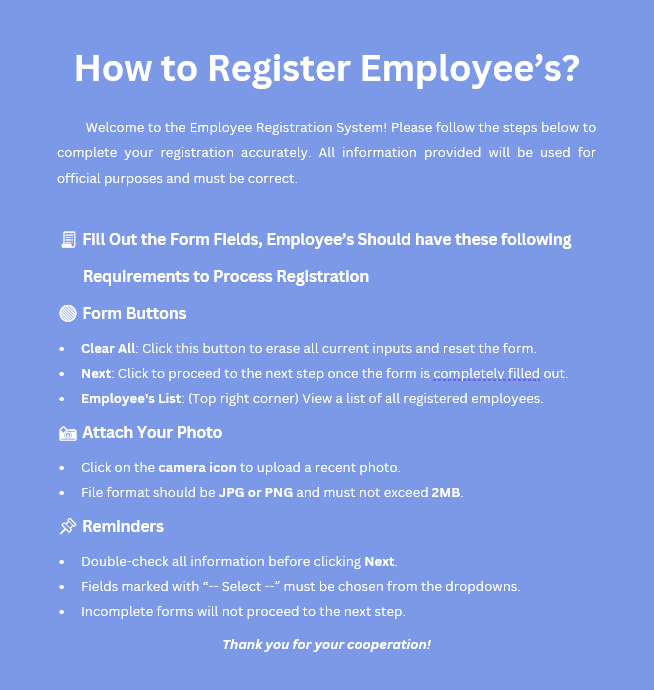 How to Register Employee’s?
Welcome to the Employee Registration System! Please follow the steps below to
complete your registration accurately. All information provided will be used for
official purposes and must be correct.
Fill Out the Form Fields, Employee’s Should have these following
Requirements to Process Registration
Form Buttons
• Clear All: Click this button to erase all current inputs and reset the form.
• Next: Click to proceed to the next step once the form is completely filled out.
• Employee’s List: (Top right corner) View a list of all registered employees.
Attach Your Photo
• Click on the camera icon to upload a recent photo.
• File format should be JPG or PNG and must not exceed 2MB.
Reminders
• Double-check all information before clicking Next.
• Fields marked with “-- Select --” must be chosen from the dropdowns.
• Incomplete forms will not proceed to the next step.
Thank you for your cooperation!